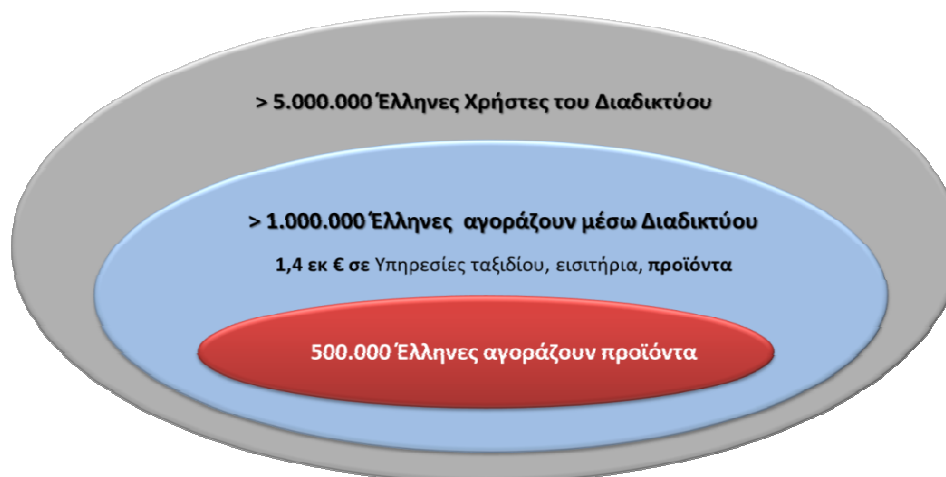 > 5.000.000 Έλληνες Χρήστες του Διαδικτύου
> 1.000.000 Έλληνες αγοράζουν μέσω Διαδικτύου
1,4 εκ € σε Υπηρεσίες ταξιδίου, εισιτήρια, προϊόντα
500.000 Έλληνες αγοράζουν προϊόντα